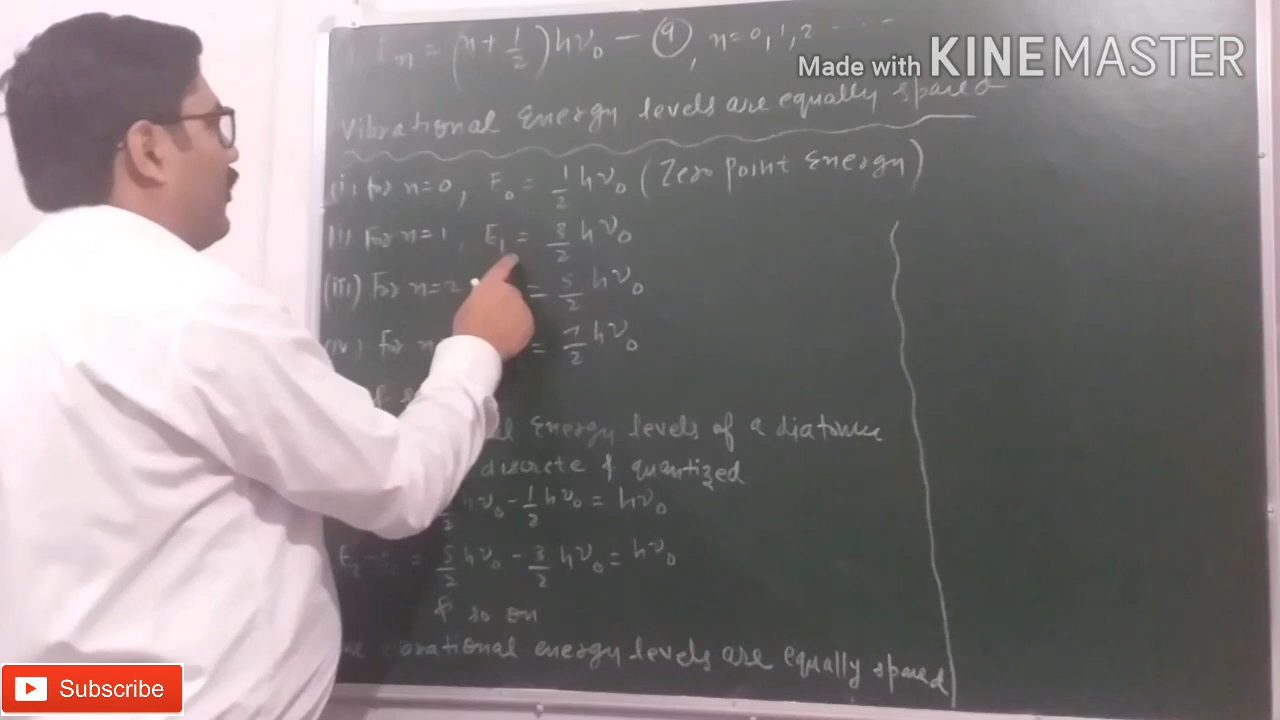 Eₙ = (n + 1/2) hν₀ — (9), n = 0, 1, 2 ....
Made with KINEMASTER
Vibrational Energy levels are equally spaced
(i) for n=0, E₀ = 1/2 hν₀ (Zero point Energy)
(ii) For n=1, E₁ = 3/2 hν₀
(iii) For n=2 = 5/2 hν₀
(iv) for n = 7/2 hν₀
energy levels of a diatomic
discrete & quantized
hν₀ - 1/2 hν₀ = hν₀
E₂ - = 5/2 hν₀ - 3/2 hν₀ = hν₀
& so on
vibrational energy levels are equally spaced
Subscribe